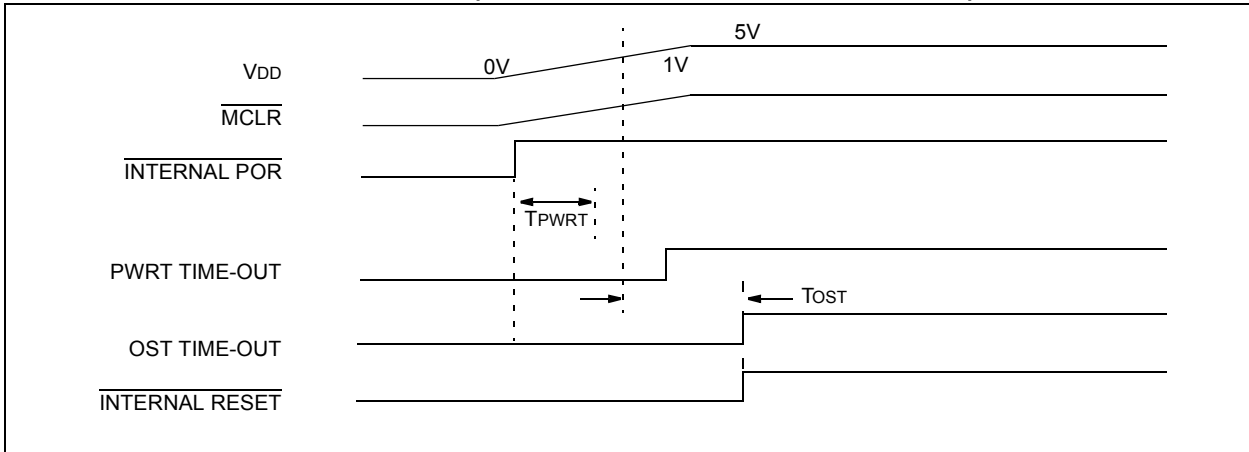 5V
VDD
0V
1V
MCLR
INTERNAL POR
TPWRT
PWRT TIME-OUT
TOST
OST TIME-OUT
INTERNAL RESET